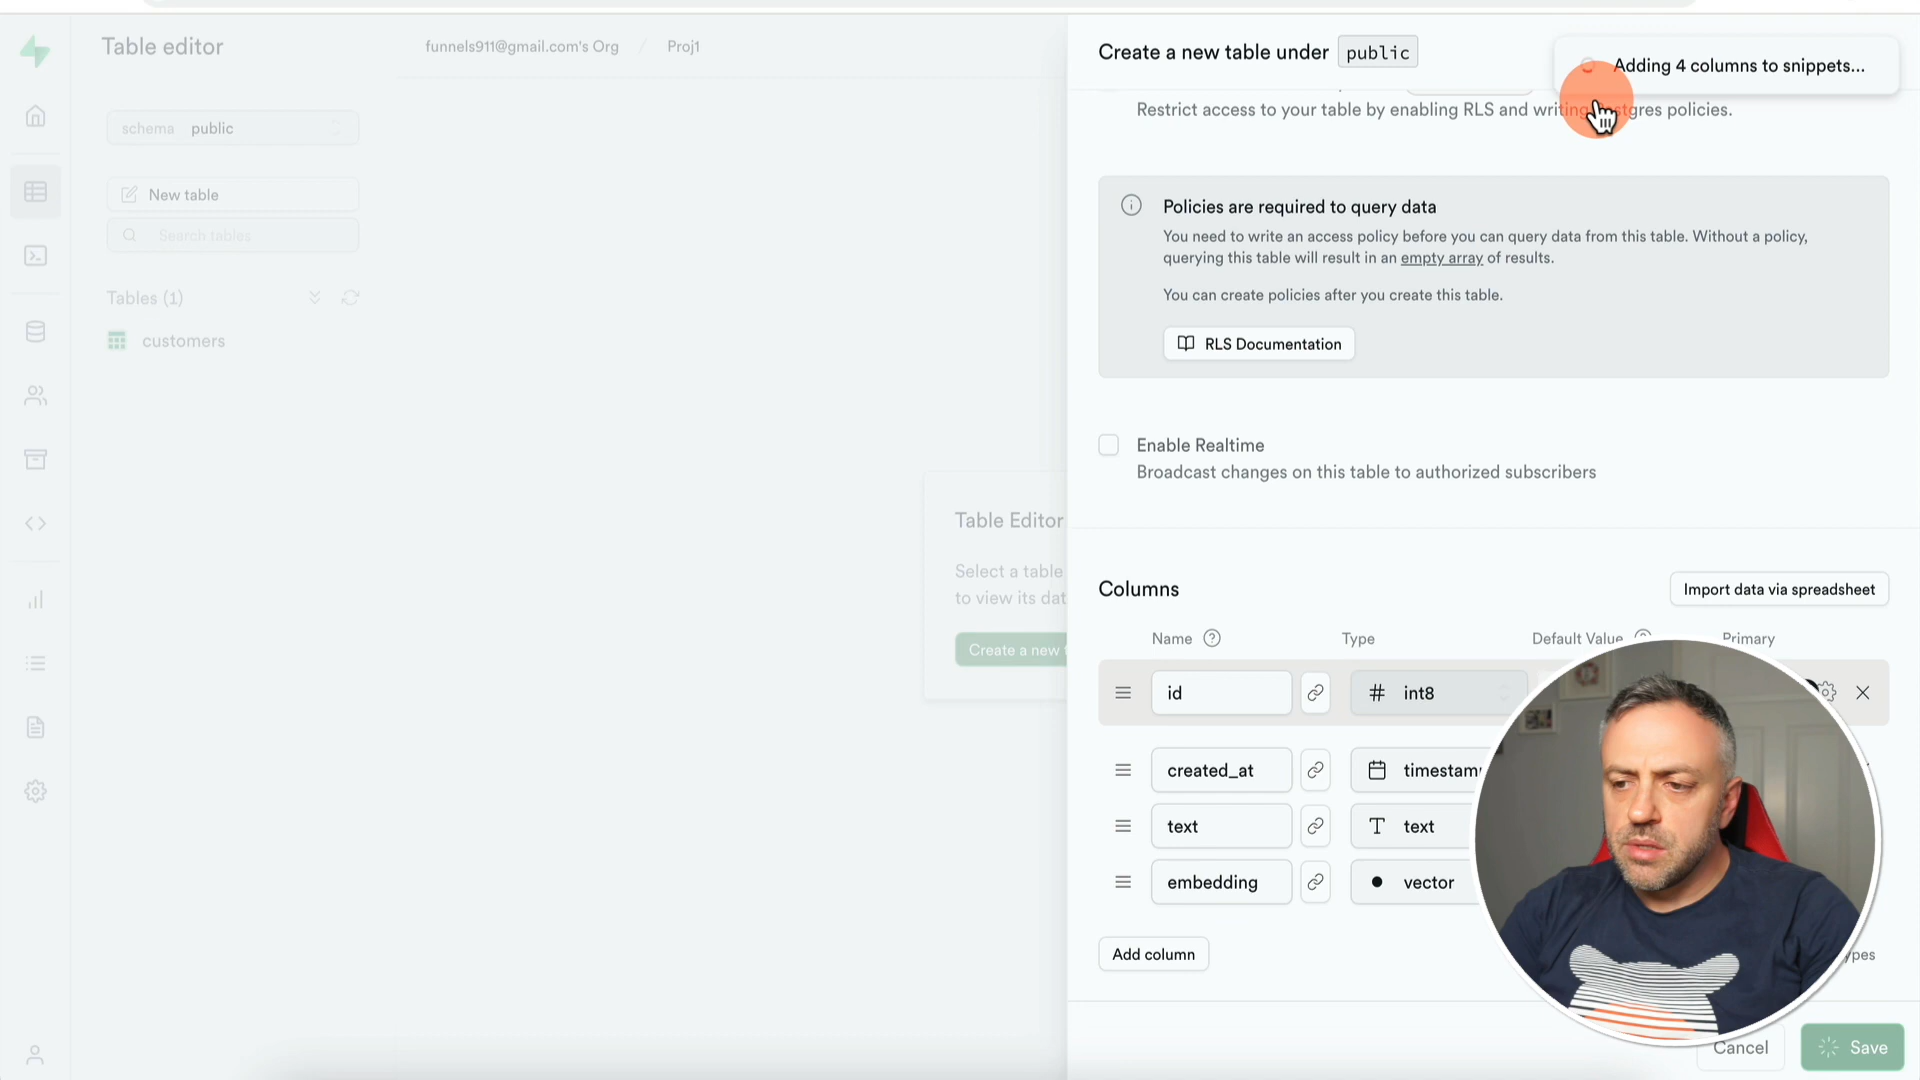 Table editor
funnels911@gmail.com's Org / Proj1
schema public
New table
Search tables
Tables (1)
customers
Table Editor
Select a table
to view its dat
Create a new t
Create a new table under public
Adding 4 columns to snippets...
Restrict access to your table by enabling RLS and writing gres policies.
Policies are required to query data
You need to write an access policy before you can query data from this table. Without a policy,
querying this table will result in an empty array of results.
You can create policies after you create this table.
RLS Documentation
Enable Realtime
Broadcast changes on this table to authorized subscribers
Columns
Import data via spreadsheet
Name Type Default Value Primary
id # int8
created_at timestam
text T text
embedding vector
Add column
ypes
Cancel
Save